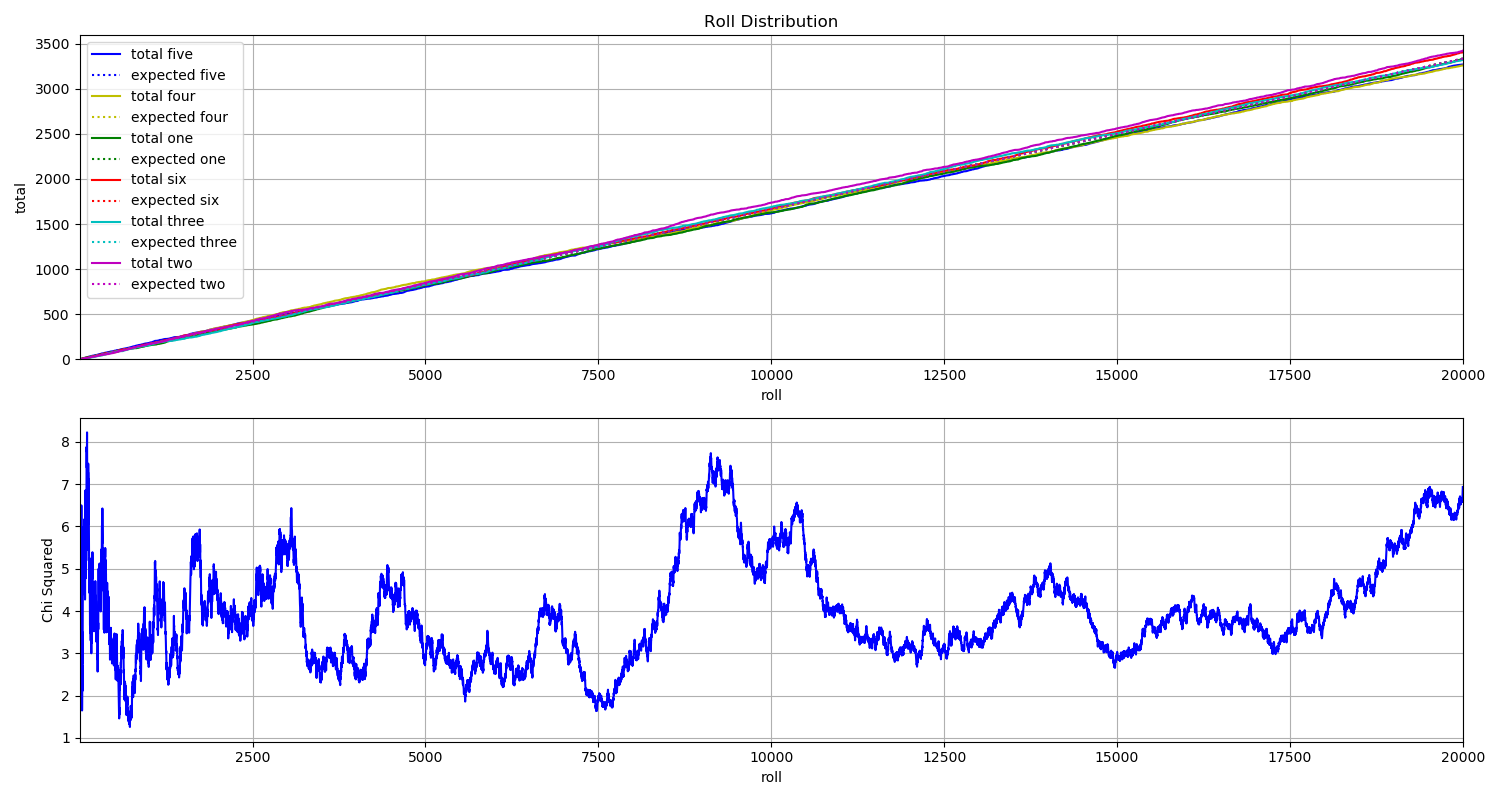 Roll Distribution
3500
3000
2500
2000
1500
1000
500
0
total
total five
expected five
total four
expected four
total one
expected one
total six
expected six
total three
expected three
total two
expected two
2500 5000 7500 10000 12500 15000 17500 20000
roll
8
7
6
5
4
3
2
1
Chi Squared
2500 5000 7500 10000 12500 15000 17500 20000
roll